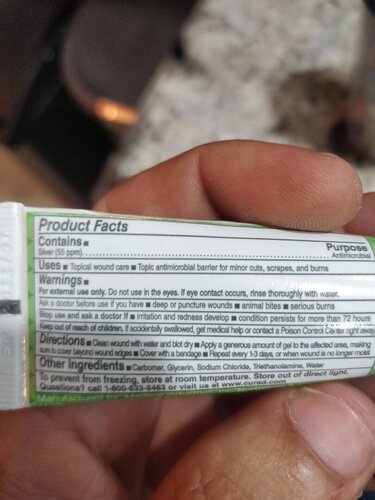 Product Facts
Contains ■ Purpose
Silver (55 ppm) Antimicrobial
Uses ■ Topical wound care ■ Topic antimicrobial barrier for minor cuts, scrapes, and burns
Warnings ■
For external use only. Do not use in the eyes. If eye contact occurs, rinse thoroughly with water.
Ask a doctor before use if you have ■ deep or puncture wounds ■ animal bites ■ serious burns
Stop use and ask a doctor if ■ irritation and redness develop ■ condition persists for more than 72 hours
Keep out of reach of children. If accidentally swallowed, get medical help or contact a Poison Control Center right away
Directions ■ Clean wound with water and blot dry ■ Apply a generous amount of gel to the affected area, making
sure to cover beyond wound edges ■ Cover with a bandage ■ Repeat every 1-3 days, or when wound is no longer moist
Other Ingredients ■ Carbomer, Glycerin, Sodium Chloride, Triethanolamine, Water
To prevent from freezing, store at room temperature. Store out of direct light.
Questions? call 1-800-633-5463 or visit us at www.curad.com